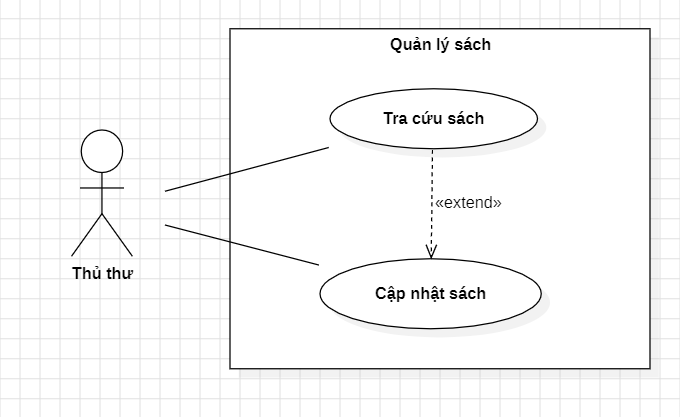 Quản lý sách
Tra cứu sách
«extend»
Thủ thư
Cập nhật sách